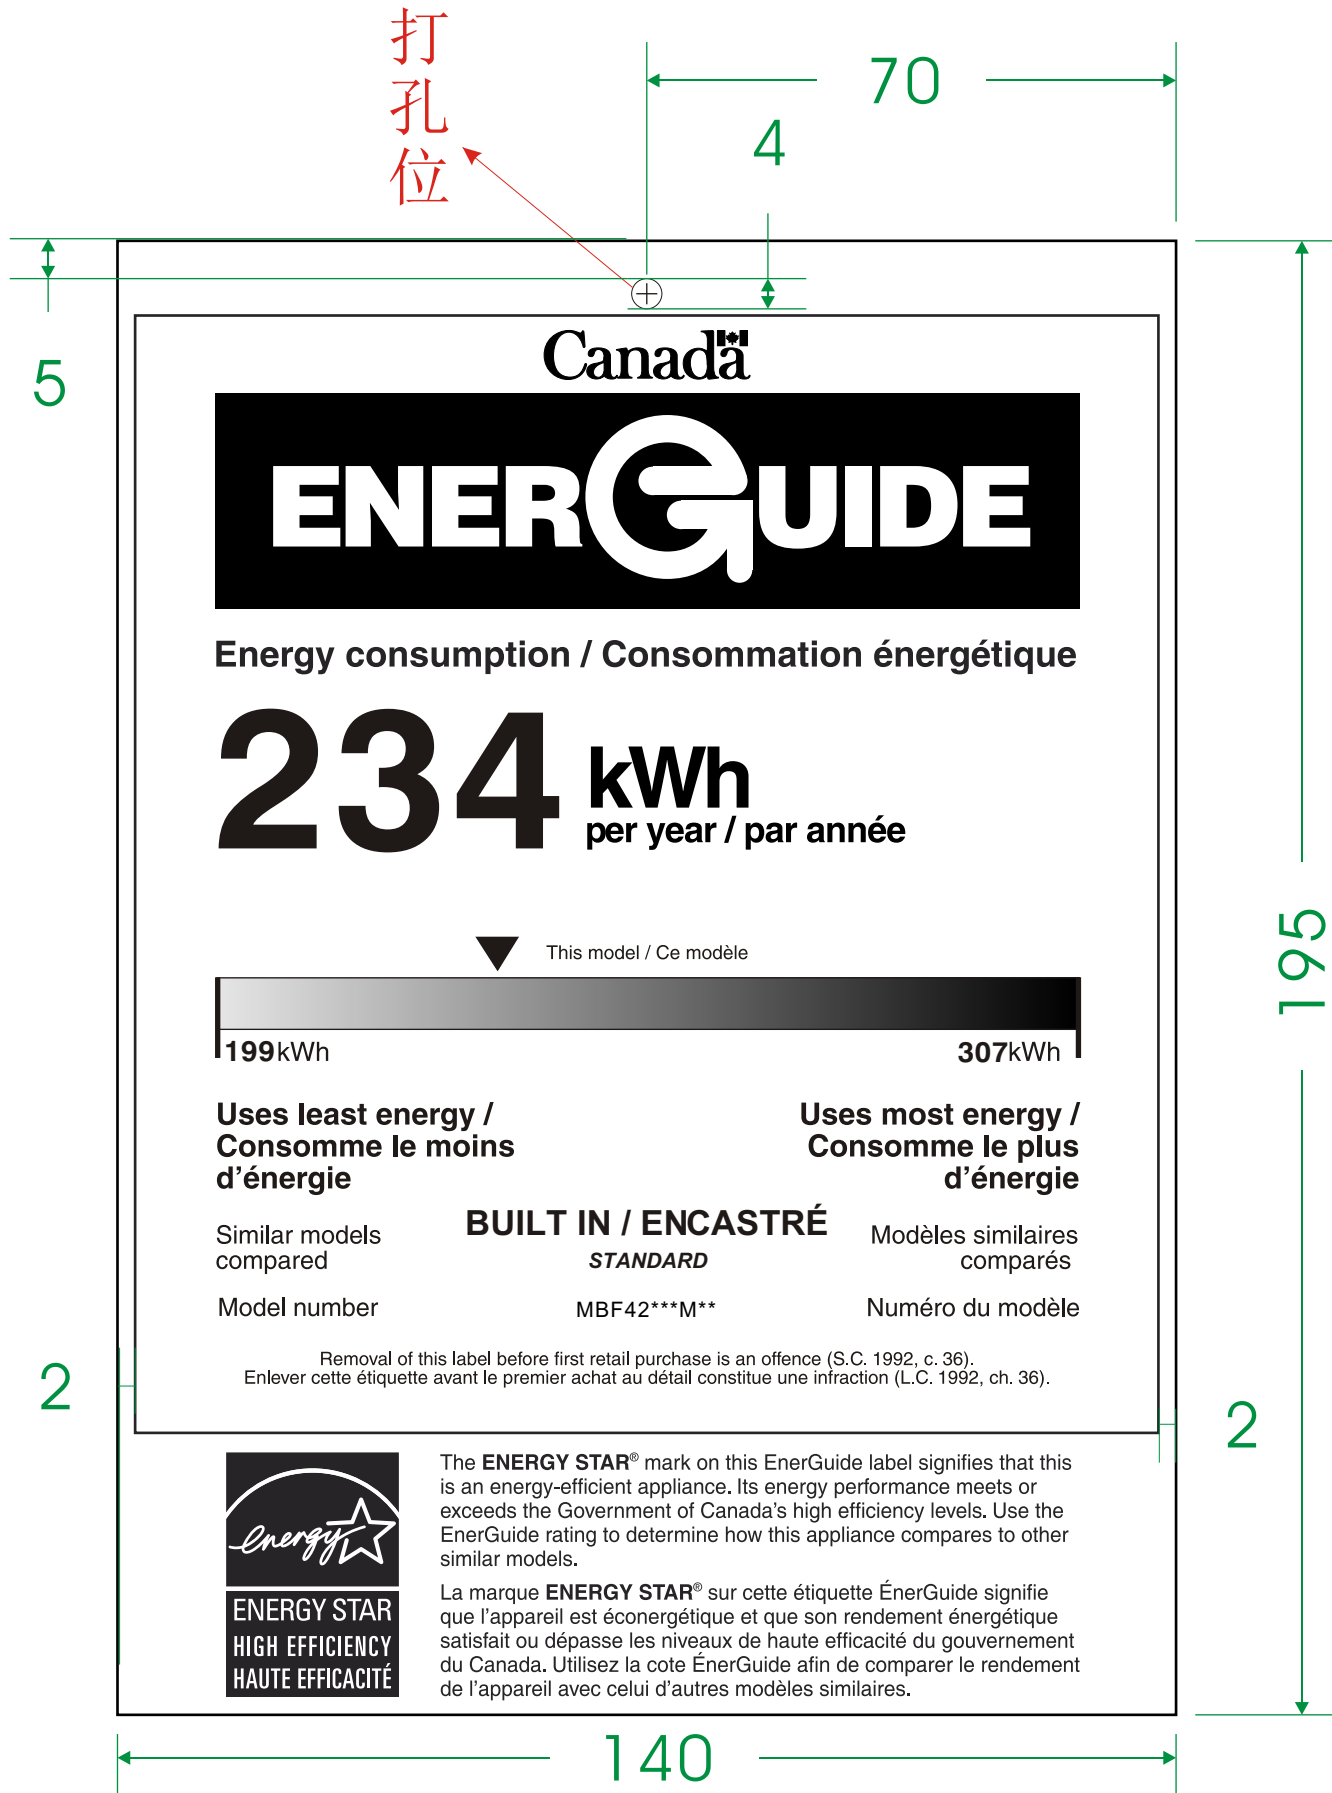 打
孔
位
70
4
5
Canada
ENERGUIDE
Energy consumption / Consommation énergétique
234 kWh
per year / par année
This model / Ce modèle
199kWh
307kWh
195
Uses least energy /
Consomme le moins
d'énergie
Uses most energy /
Consomme le plus
d'énergie
Similar models
compared
BUILT IN / ENCASTRÉ
STANDARD
Modèles similaires
comparés
Model number
MBF42***M**
Numéro du modèle
Removal of this label before first retail purchase is an offence (S.C. 1992, c. 36).
Enlever cette étiquette avant le premier achat au détail constitue une infraction (L.C. 1992, ch. 36).
2
2
energy
ENERGY STAR
HIGH EFFICIENCY
HAUTE EFFICACITÉ
The ENERGY STAR® mark on this EnerGuide label signifies that this
is an energy-efficient appliance. Its energy performance meets or
exceeds the Government of Canada's high efficiency levels. Use the
EnerGuide rating to determine how this appliance compares to other
similar models.
La marque ENERGY STAR® sur cette étiquette ÉnerGuide signifie
que l'appareil est éconergétique et que son rendement énergétique
satisfait ou dépasse les niveaux de haute efficacité du gouvernement
du Canada. Utilisez la cote ÉnerGuide afin de comparer le rendement
de l'appareil avec celui d'autres modèles similaires.
140